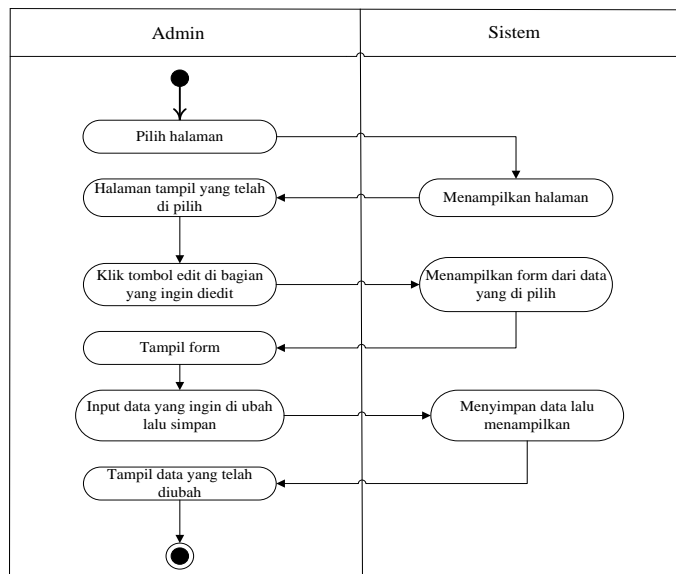 Admin
Sistem
Pilih halaman
Menampilkan halaman
Halaman tampil yang telah
di pilih
Klik tombol edit di bagian
yang ingin diedit
Menampilkan form dari data
yang di pilih
Tampil form
Input data yang ingin di ubah
lalu simpan
Menyimpan data lalu
menampilkan
Tampil data yang telah
diubah